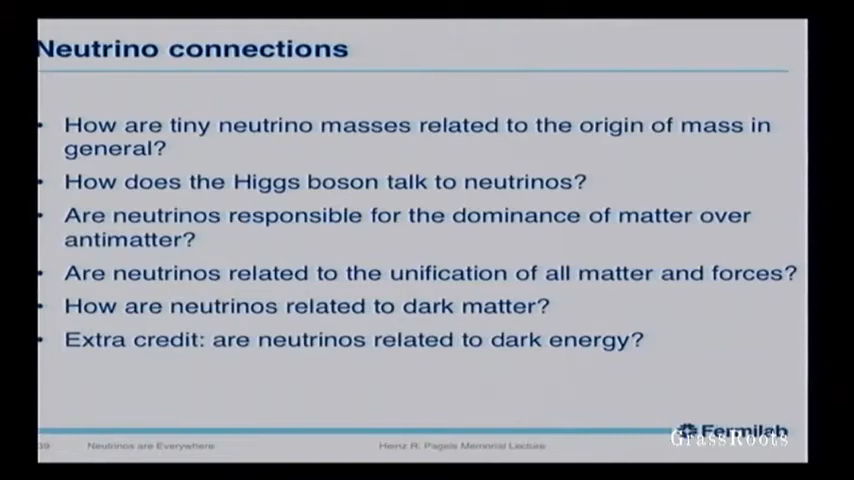 Neutrino connections
• How are tiny neutrino masses related to the origin of mass in
general?
• How does the Higgs boson talk to neutrinos?
• Are neutrinos responsible for the dominance of matter over
antimatter?
• Are neutrinos related to the unification of all matter and forces?
• How are neutrinos related to dark matter?
• Extra credit: are neutrinos related to dark energy?
Fermilab
GrassRoots
39 Neutrinos are Everywhere Heinz R. Pagels Memorial Lecture